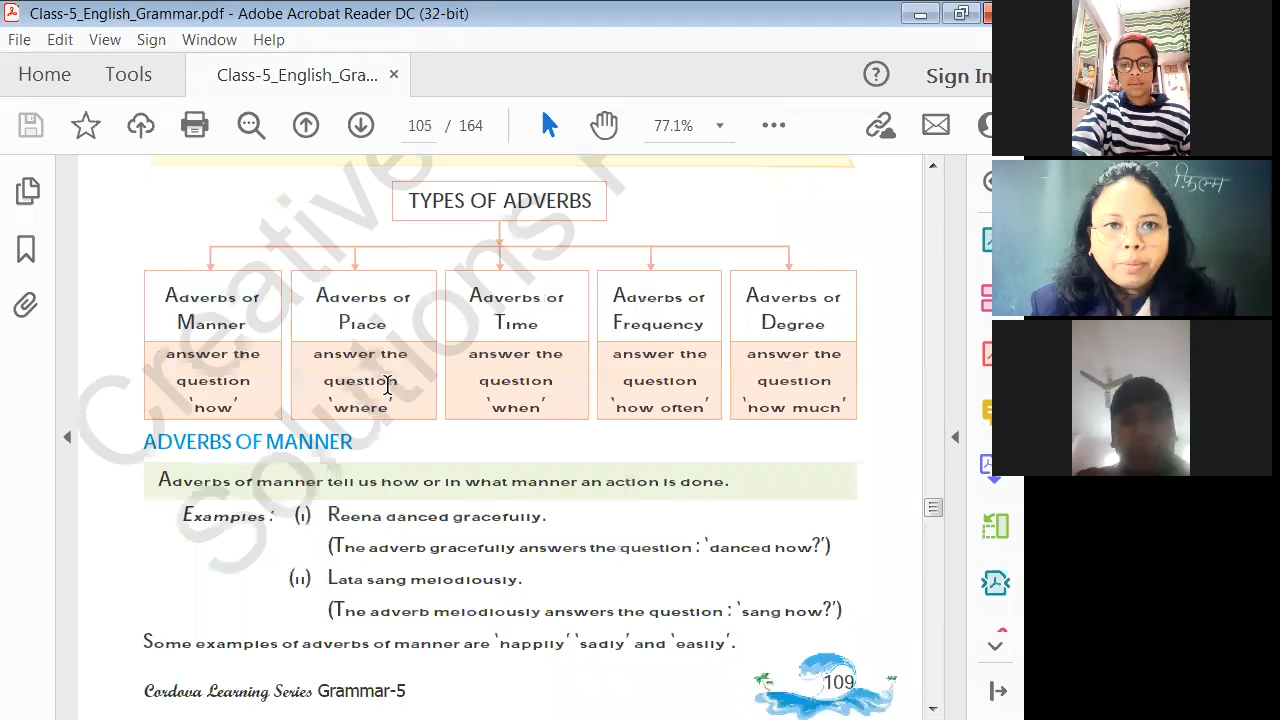 Class-5_English_Grammar.pdf - Adobe Acrobat Reader DC (32-bit)
File Edit View Sign Window Help
Home Tools Class-5_English_Gra... × ? Sign In
105 / 164 77.1%
Creative
Solutions
TYPES OF ADVERBS
Adverbs of Manner
answer the question 'how'
Adverbs of Place
answer the question 'where'
Adverbs of Time
answer the question 'when'
Adverbs of Frequency
answer the question 'how often'
Adverbs of Degree
answer the question 'how much'
ADVERBS OF MANNER
Adverbs of manner tell us how or in what manner an action is done.
Examples : (i) Reena danced gracefully.
(The adverb gracefully answers the question : 'danced how?')
(ii) Lata sang melodiously.
(The adverb melodiously answers the question : 'sang how?')
Some examples of adverbs of manner are 'happily' 'sadly' and 'easily'.
Cordova Learning Series Grammar-5
109
फ़िल्म